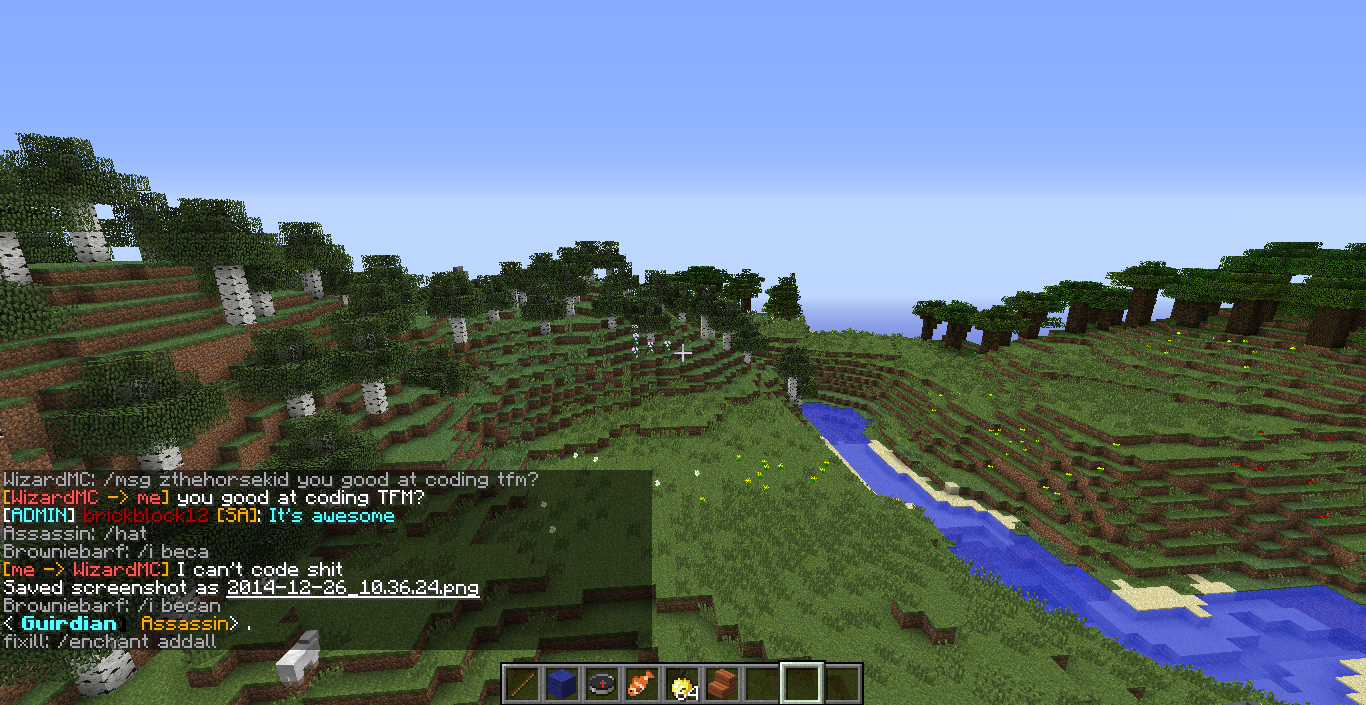 WizardMC: /msg zthehorsekid you good at coding tfm?
[WizardMC -> me] you good at coding TFM?
[ADMIN] brickblock12 [SA]: It's awesome
Assassin: /hat
Browniebarf: /i beca
[me -> WizardMC] I can't code shit
Saved screenshot as 2014-12-26_10.36.24.png
Browniebarf: /i becan
< Guirdian Assassin> .
fixill: /enchant addall
64